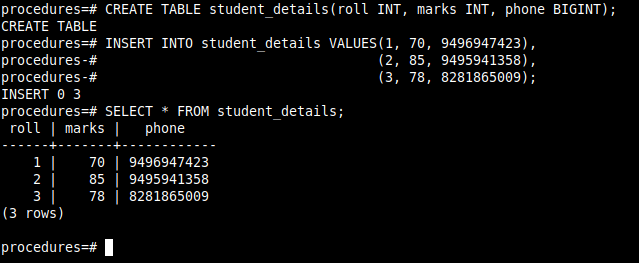 procedures=# CREATE TABLE student_details(roll INT, marks INT, phone BIGINT);
CREATE TABLE
procedures=# INSERT INTO student_details VALUES(1, 70, 9496947423),
procedures-#                                   (2, 85, 9495941358),
procedures-#                                   (3, 78, 8281865009);
INSERT 0 3
procedures=# SELECT * FROM student_details;
 roll | marks |   phone
------+-------+------------
    1 |    70 | 9496947423
    2 |    85 | 9495941358
    3 |    78 | 8281865009
(3 rows)
procedures=#